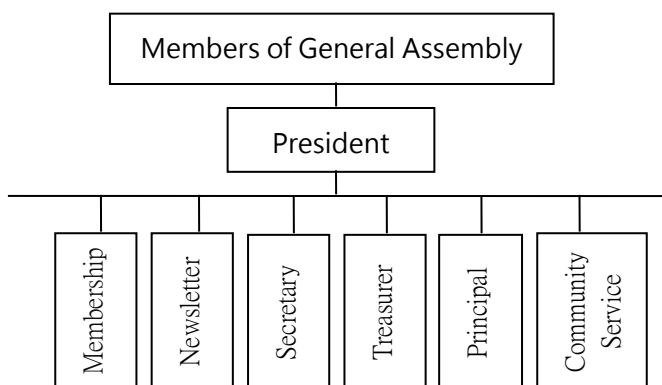 Members of General Assembly
President
Membership
Newsletter
Secretary
Treasurer
Principal
Community
Service